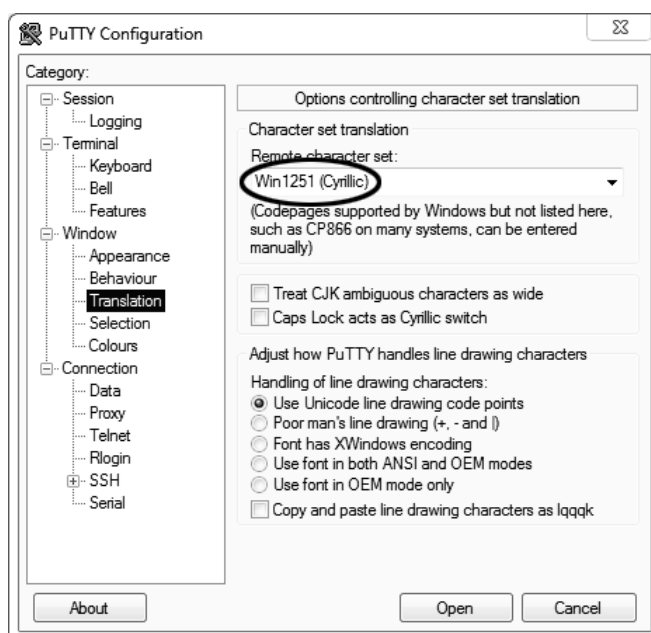 PuTTY Configuration
Category:
Session
Logging
Terminal
Keyboard
Bell
Features
Window
Appearance
Behaviour
Translation
Selection
Colours
Connection
Data
Proxy
Telnet
Rlogin
SSH
Serial
Options controlling character set translation
Character set translation
Remote character set:
Win1251 (Cyrillic)
(Codepages supported by Windows but not listed here,
such as CP866 on many systems, can be entered
manually)
Treat CJK ambiguous characters as wide
Caps Lock acts as Cyrillic switch
Adjust how PuTTY handles line drawing characters
Handling of line drawing characters:
Use Unicode line drawing code points
Poor man's line drawing (+, - and |)
Font has XWindows encoding
Use font in both ANSI and OEM modes
Use font in OEM mode only
Copy and paste line drawing characters as lqqqk
About
Open
Cancel